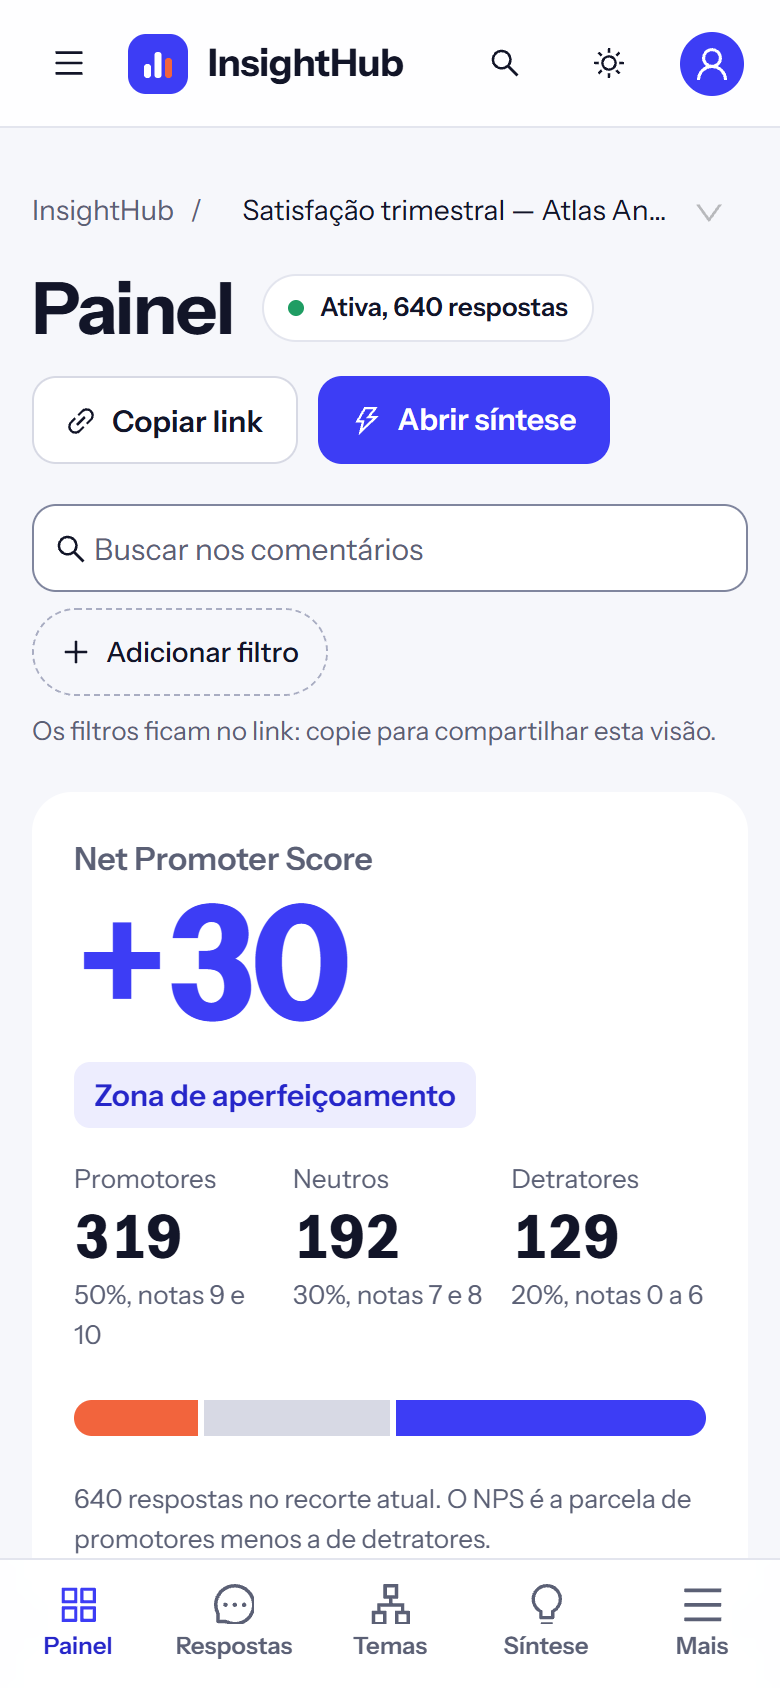 InsightHub
InsightHub / Satisfação trimestral — Atlas An...
Painel
Ativa, 640 respostas
Copiar link
Abrir síntese
Buscar nos comentários
Adicionar filtro
Os filtros ficam no link: copie para compartilhar esta visão.
Net Promoter Score
+30
Zona de aperfeiçoamento
Promotores Neutros Detratores
319 192 129
50%, notas 9 e 10 30%, notas 7 e 8 20%, notas 0 a 6
640 respostas no recorte atual. O NPS é a parcela de
promotores menos a de detratores.
Painel Respostas Temas Síntese Mais